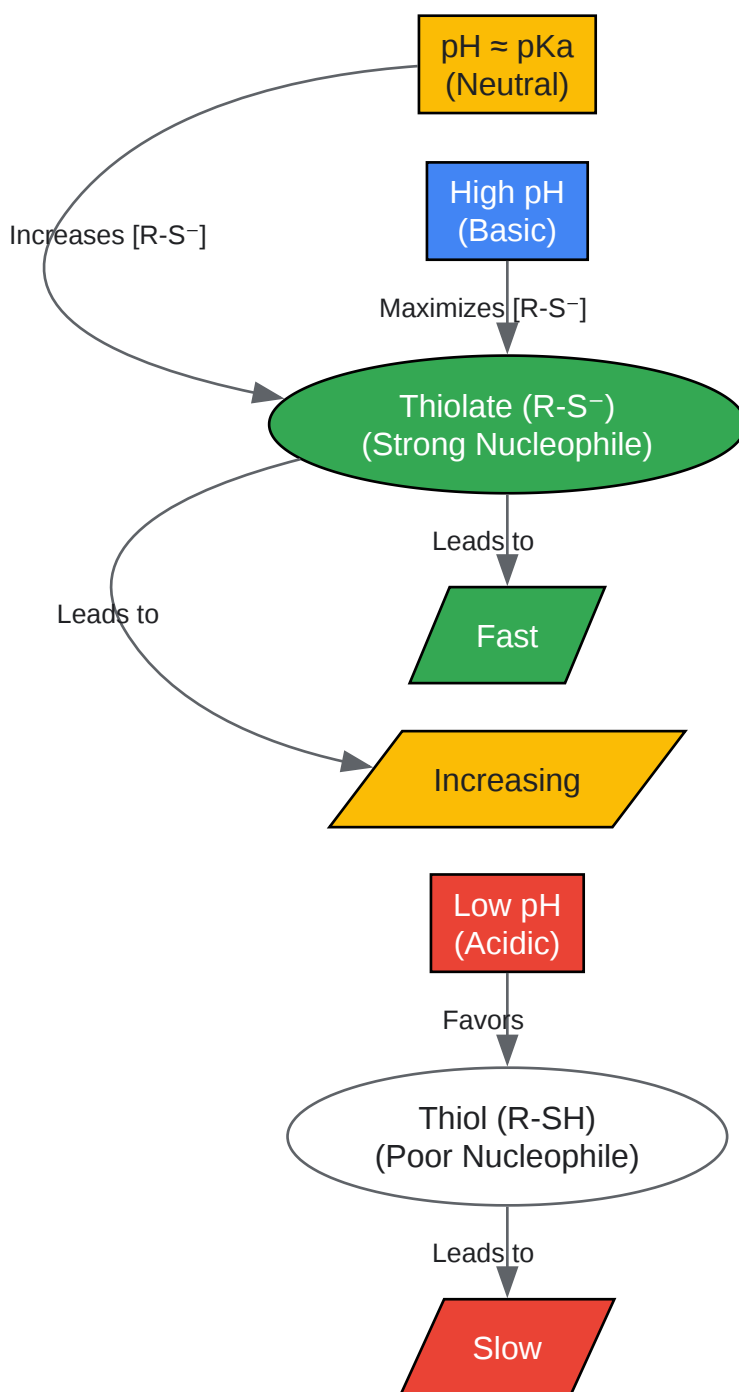 pH ≈ pKa
(Neutral)
High pH
(Basic)
Increases [R-S⁻]
Maximizes [R-S⁻]
Thiolate (R-S⁻)
(Strong Nucleophile)
Leads to
Leads to
Fast
Increasing
Low pH
(Acidic)
Favors
Thiol (R-SH)
(Poor Nucleophile)
Leads to
Slow